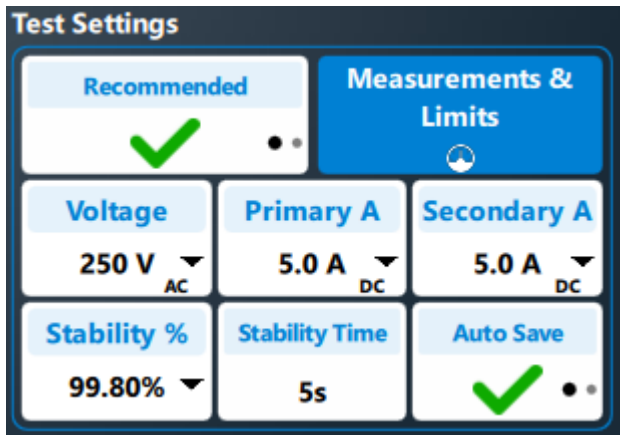 Test Settings
Recommended
Measurements &
Limits
Voltage
250 V
AC
Primary A
5.0 A
DC
Secondary A
5.0 A
DC
Stability %
99.80%
Stability Time
5s
Auto Save